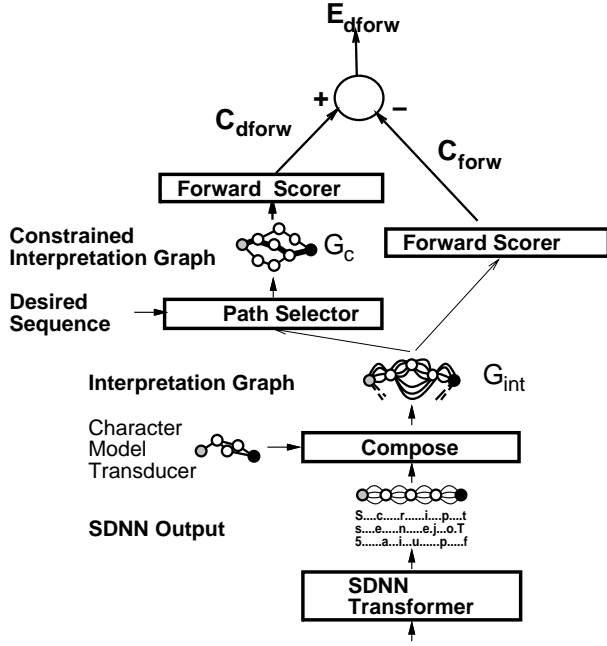 E_dforw
+
−
C_dforw
C_forw
Forward Scorer
Constrained
Interpretation Graph
G_c
Forward Scorer
Desired
Sequence
Path Selector
Interpretation Graph
G_int
Character
Model
Transducer
Compose
SDNN Output
S....c.....r......i....p....t
s....e.....n....e.j...o.T
5......a...i...u......p.....f
SDNN
Transformer